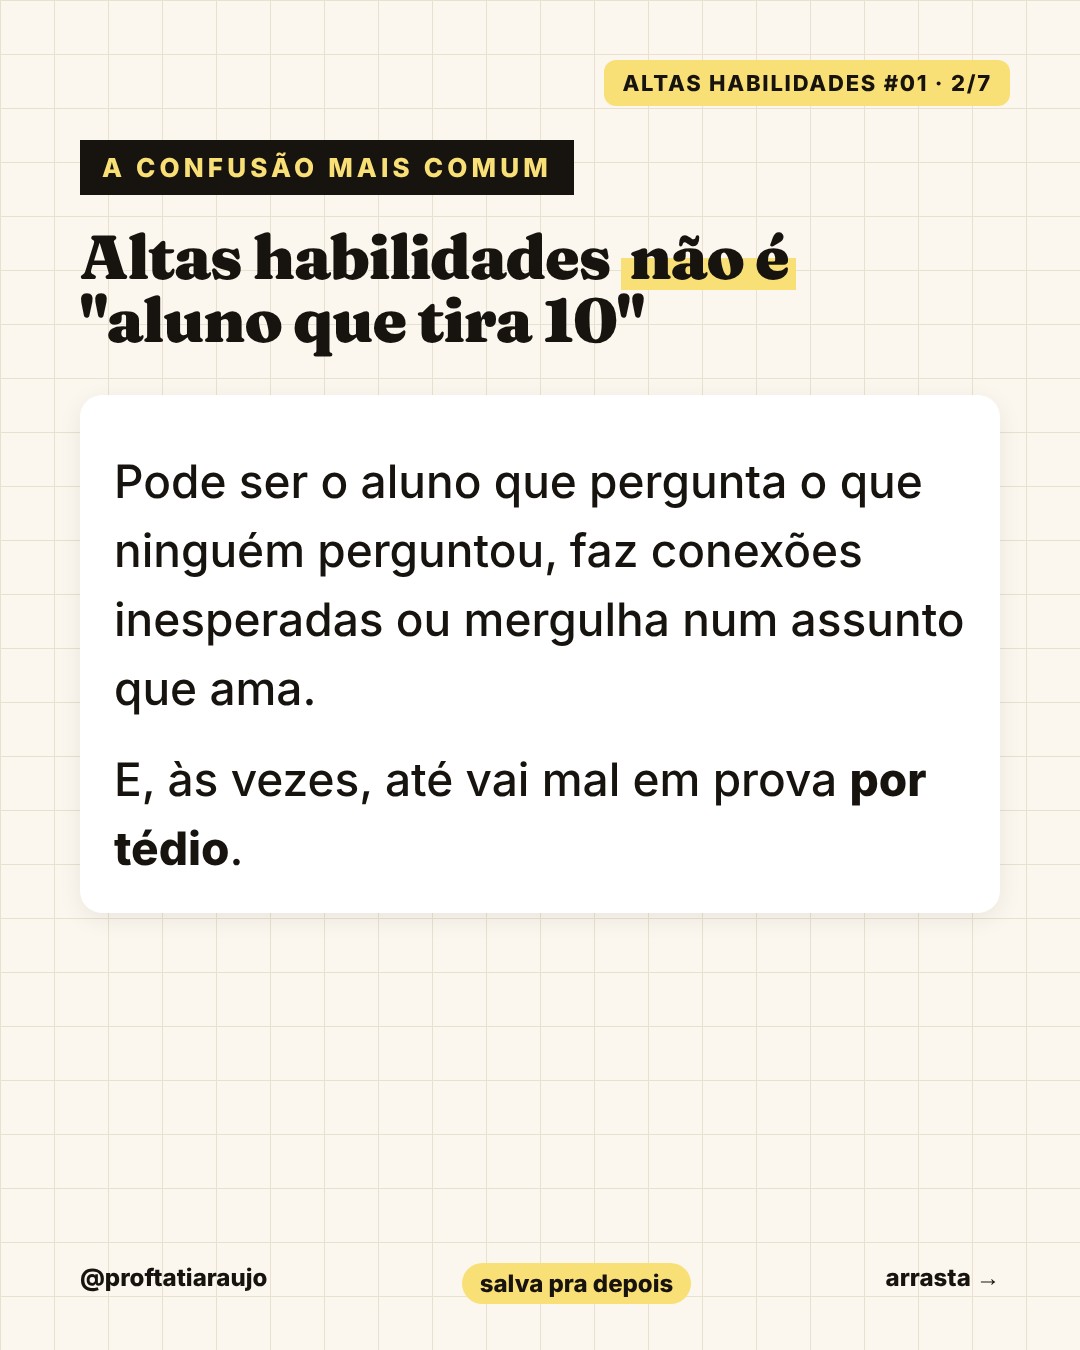 ALTAS HABILIDADES #01 · 2/7
A CONFUSÃO MAIS COMUM
Altas habilidades não é
"aluno que tira 10"
Pode ser o aluno que pergunta o que
ninguém perguntou, faz conexões
inesperadas ou mergulha num assunto
que ama.
E, às vezes, até vai mal em prova por
tédio.
@proftatiaraujo
salva pra depois
arrasta →